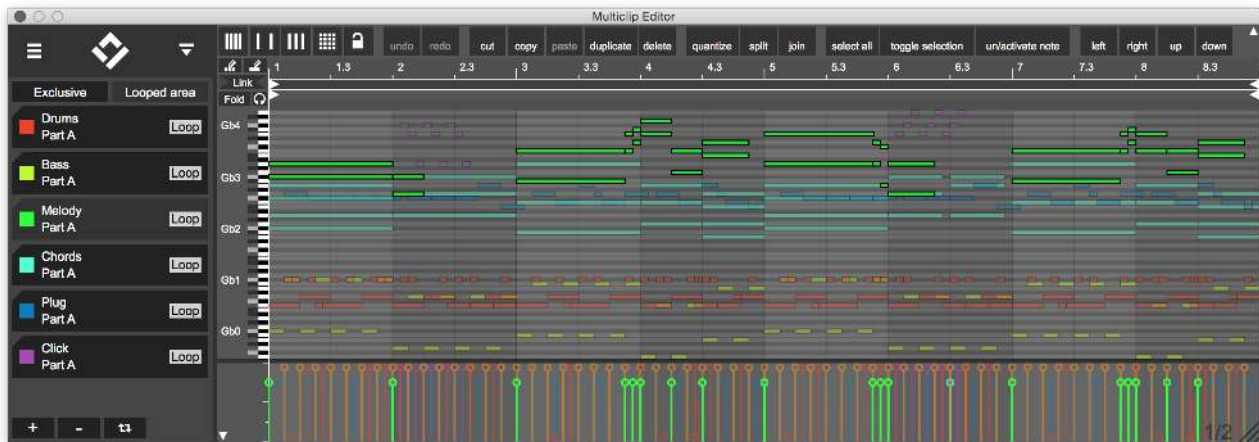 Multiclip Editor
undo redo cut copy paste duplicate delete quantize split join select all toggle selection un/activate note left right up down
1 1.3 2 2.3 3 3.3 4 4.3 5 5.3 6 6.3 7 7.3 8 8.3
Link
Fold
Exclusive Looped area
Drums
Part A Loop
Bass
Part A Loop
Melody
Part A Loop
Chords
Part A Loop
Plug
Part A Loop
Click
Part A Loop
Gb4
Gb3
Gb2
Gb1
Gb0
+ -
1/2